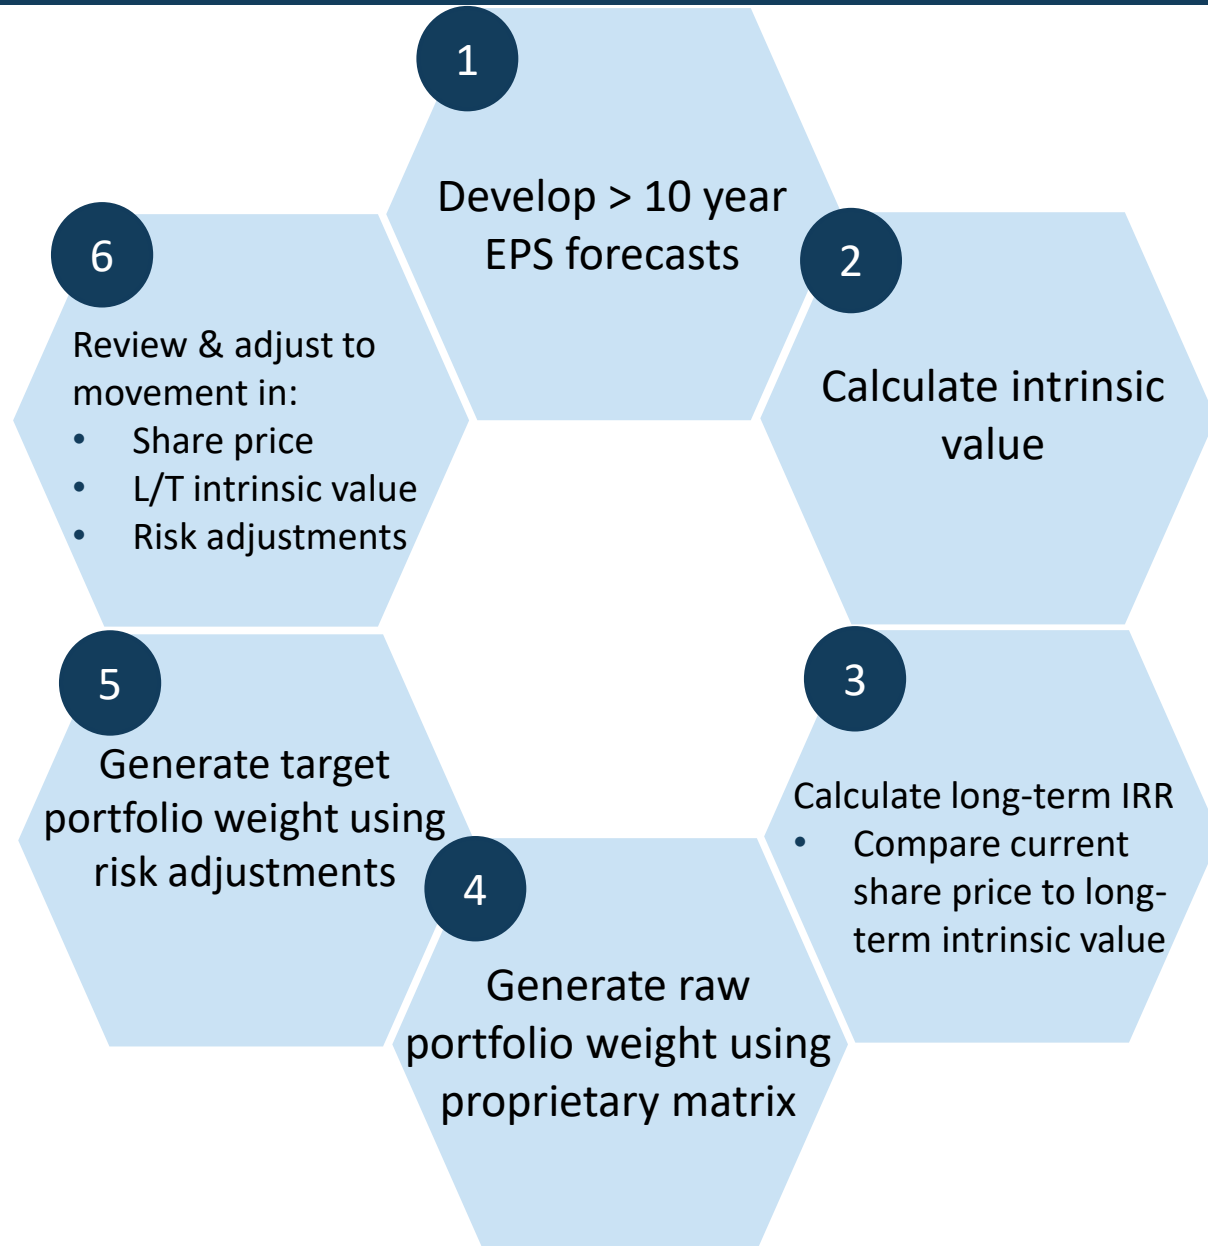 1
Develop > 10 year
EPS forecasts
2
Calculate intrinsic
value
3
Calculate long-term IRR
• Compare current
share price to long-
term intrinsic value
4
Generate raw
portfolio weight using
proprietary matrix
5
Generate target
portfolio weight using
risk adjustments
6
Review & adjust to
movement in:
• Share price
• L/T intrinsic value
• Risk adjustments